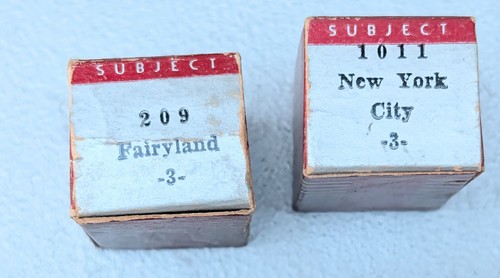 SUBJECT
209
Fairyland
-3-
SUBJECT
1011
New York
City
-3-